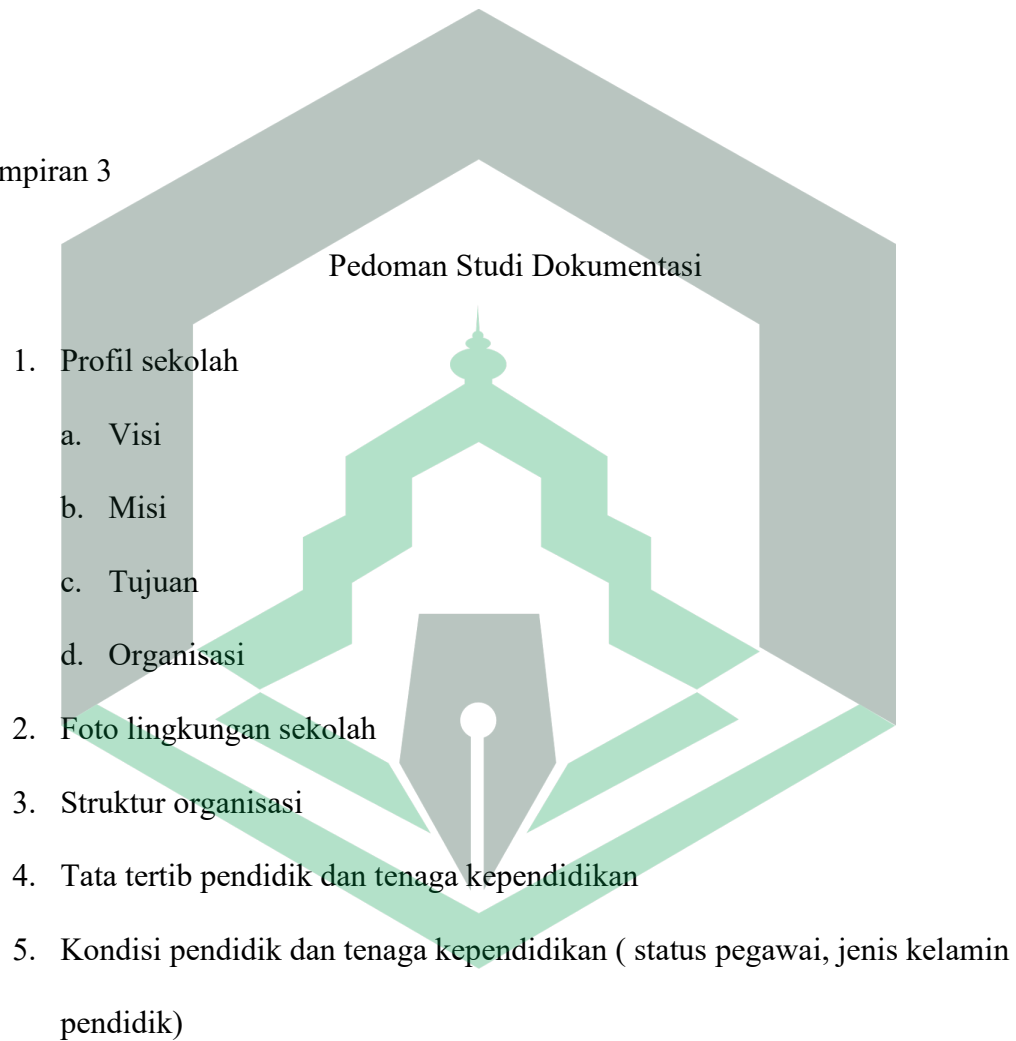 mpiran 3
Pedoman Studi Dokumentasi
1. Profil sekolah
a. Visi
b. Misi
c. Tujuan
d. Organisasi
2. Foto lingkungan sekolah
3. Struktur organisasi
4. Tata tertib pendidik dan tenaga kependidikan
5. Kondisi pendidik dan tenaga kependidikan ( status pegawai, jenis kelamin
pendidik)